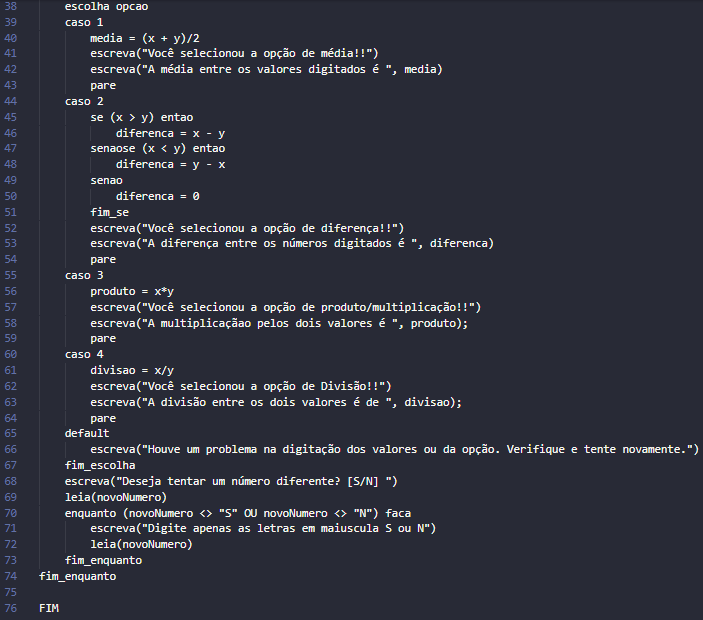 38 escolha opcao
39 caso 1
40 media = (x + y)/2
41 escreva("Você selecionou a opção de média!!")
42 escreva("A média entre os valores digitados é ", media)
43 pare
44 caso 2
45 se (x > y) entao
46 diferenca = x - y
47 senaose (x < y) entao
48 diferenca = y - x
49 senao
50 diferenca = 0
51 fim_se
52 escreva("Você selecionou a opção de diferença!!")
53 escreva("A diferença entre os números digitados é ", diferenca)
54 pare
55 caso 3
56 produto = x*y
57 escreva("Você selecionou a opção de produto/multiplicação!!")
58 escreva("A multiplicaçãao pelos dois valores é ", produto);
59 pare
60 caso 4
61 divisao = x/y
62 escreva("Você selecionou a opção de Divisão!!")
63 escreva("A divisão entre os dois valores é de ", divisao);
64 pare
65 default
66 escreva("Houve um problema na digitação dos valores ou da opção. Verifique e tente novamente.")
67 fim_escolha
68 escreva("Deseja tentar um número diferente? [S/N] ")
69 leia(novoNumero)
70 enquanto (novoNumero <> "S" OU novoNumero <> "N") faca
71 escreva("Digite apenas as letras em maiuscula S ou N")
72 leia(novoNumero)
73 fim_enquanto
74 fim_enquanto
75
76 FIM